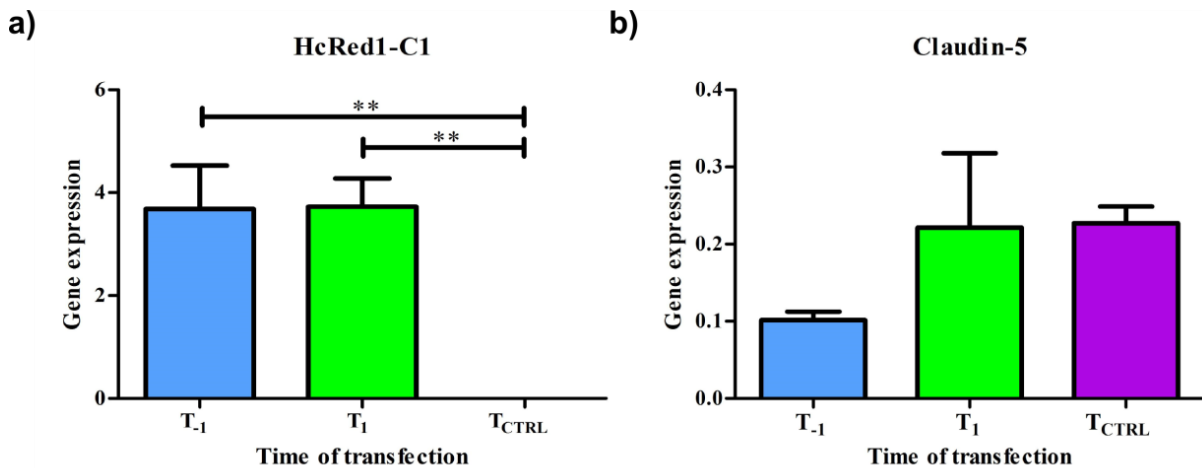 a)
HcRed1-C1
Gene expression
6
4
2
0
**
**
T-1
T1
TCTRL
Time of transfection
b)
Claudin-5
Gene expression
0.4
0.3
0.2
0.1
0.0
T-1
T1
TCTRL
Time of transfection